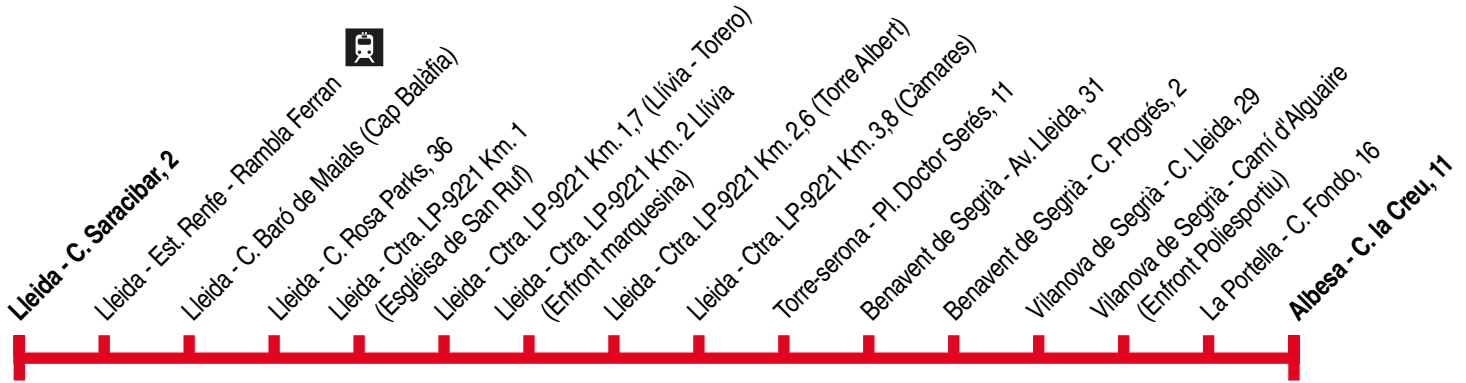 Lleida - C. Saracibar, 2
Lleida - Est. Renfe - Rambla Ferran
Lleida - C. Baró de Maials (Cap Balàfia)
Lleida - C. Rosa Parks, 36
Lleida - Ctra. LP-9221 Km. 1
(Esgléisa de San Ruf)
Lleida - Ctra. LP-9221 Km. 1,7 (Llívia - Torero)
Lleida - Ctra. LP-9221 Km. 2 Llívia
(Enfront marquesina)
Lleida - Ctra. LP-9221 Km. 2,6 (Torre Albert)
Lleida - Ctra. LP-9221 Km. 3,8 (Càmares)
Torre-serona - Pl. Doctor Serés, 11
Benavent de Segrià - Av. Lleida, 31
Benavent de Segrià - C. Progrés, 2
Vilanova de Segrià - C. Lleida, 29
Vilanova de Segrià - Camí d'Alguaire
(Enfront Poliesportiu)
La Portella - C. Fondo, 16
Albesa - C. la Creu, 11